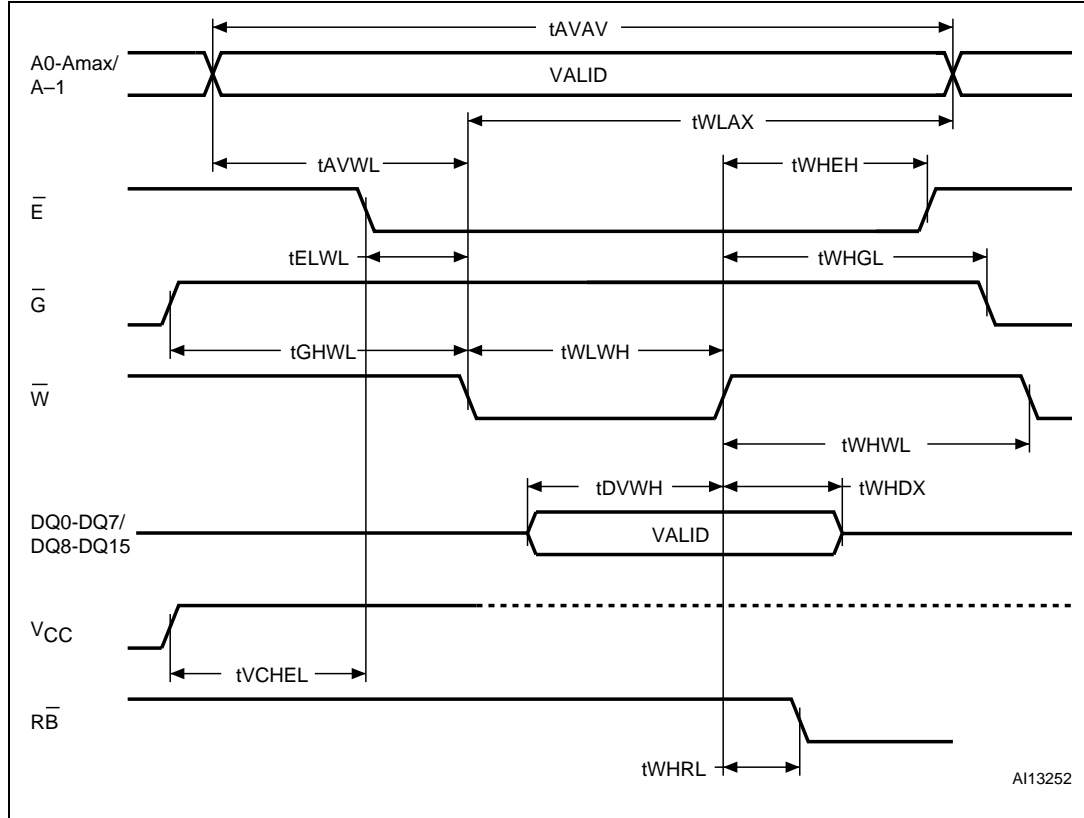 tAVAV
A0-Amax/
A–1
VALID
tWLAX
tAVWL
tWHEH
E̅
tELWL
tWHGL
G̅
tGHWL
tWLWH
W̅
tWHWL
tDVWH
tWHDX
DQ0-DQ7/
DQ8-DQ15
VALID
VCC
tVCHEL
RB̅
tWHRL
AI13252